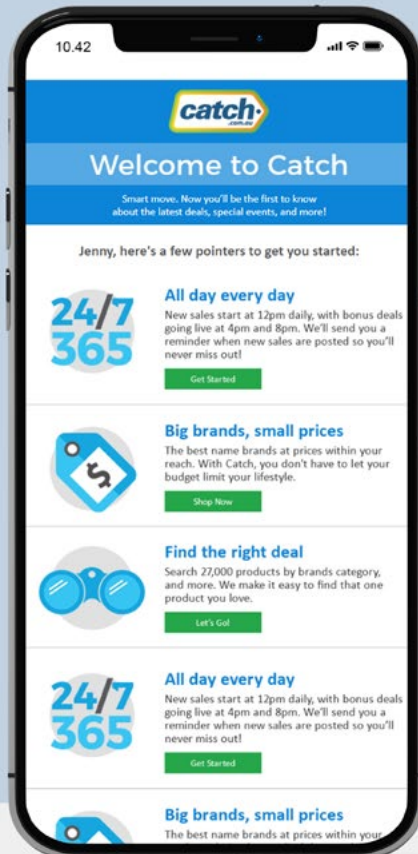 10.42
catch
.com.au
Welcome to Catch
Smart move. Now you'll be the first to know
about the latest deals, special events, and more!
Jenny, here's a few pointers to get you started:
24/7
365
All day every day
New sales start at 12pm daily, with bonus deals
going live at 4pm and 8pm. We'll send you a
reminder when new sales are posted so you'll
never miss out!
Get Started
$
Big brands, small prices
The best name brands at prices within your
reach. With Catch, you don't have to let your
budget limit your lifestyle.
Shop Now
Find the right deal
Search 27,000 products by brands category,
and more. We make it easy to find that one
product you love.
Let's Go!
24/7
365
All day every day
New sales start at 12pm daily, with bonus deals
going live at 4pm and 8pm. We'll send you a
reminder when new sales are posted so you'll
never miss out!
Get Started
Big brands, small prices
The best name brands at prices within your